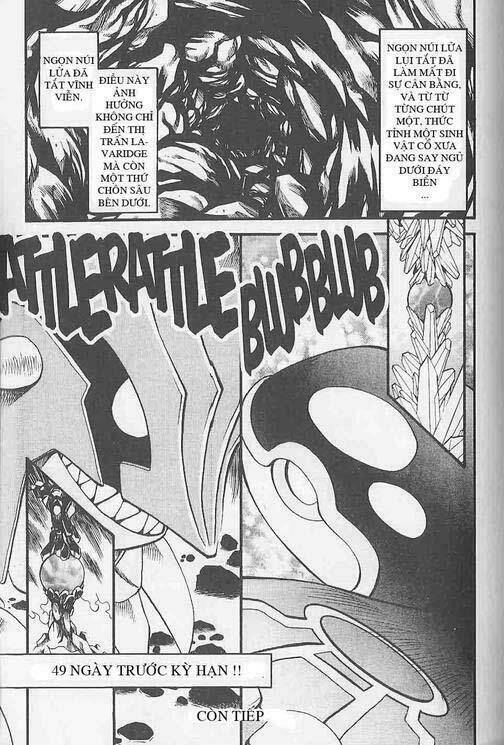 NGỌN NÚI
LỬA ĐÃ
TẮT VĨNH
VIỄN.
ĐIỀU NÀY
ẢNH
HƯỞNG
KHÔNG CHỈ
ĐẾN THỊ
TRẤN LA-
VARIDGE
MÀ CÒN
MỘT THỨ
CHÔN SÂU
BÊN DƯỚI.
NGỌN NÚI LỬA
LỤI TẮT ĐÃ
LÀM MẤT ĐI
SỰ CÂN BẰNG,
VÀ TỪ TỪ
TỪNG CHÚT
MỘT, THỨC
TỈNH MỘT SINH
VẬT CỔ XƯA
ĐANG SAY NGỦ
DƯỚI ĐÁY
BIỂN
...
ATTLERATTLE
BLUBBLUB
49 NGÀY TRƯỚC KỲ HẠN !!
CÒN TIẾP